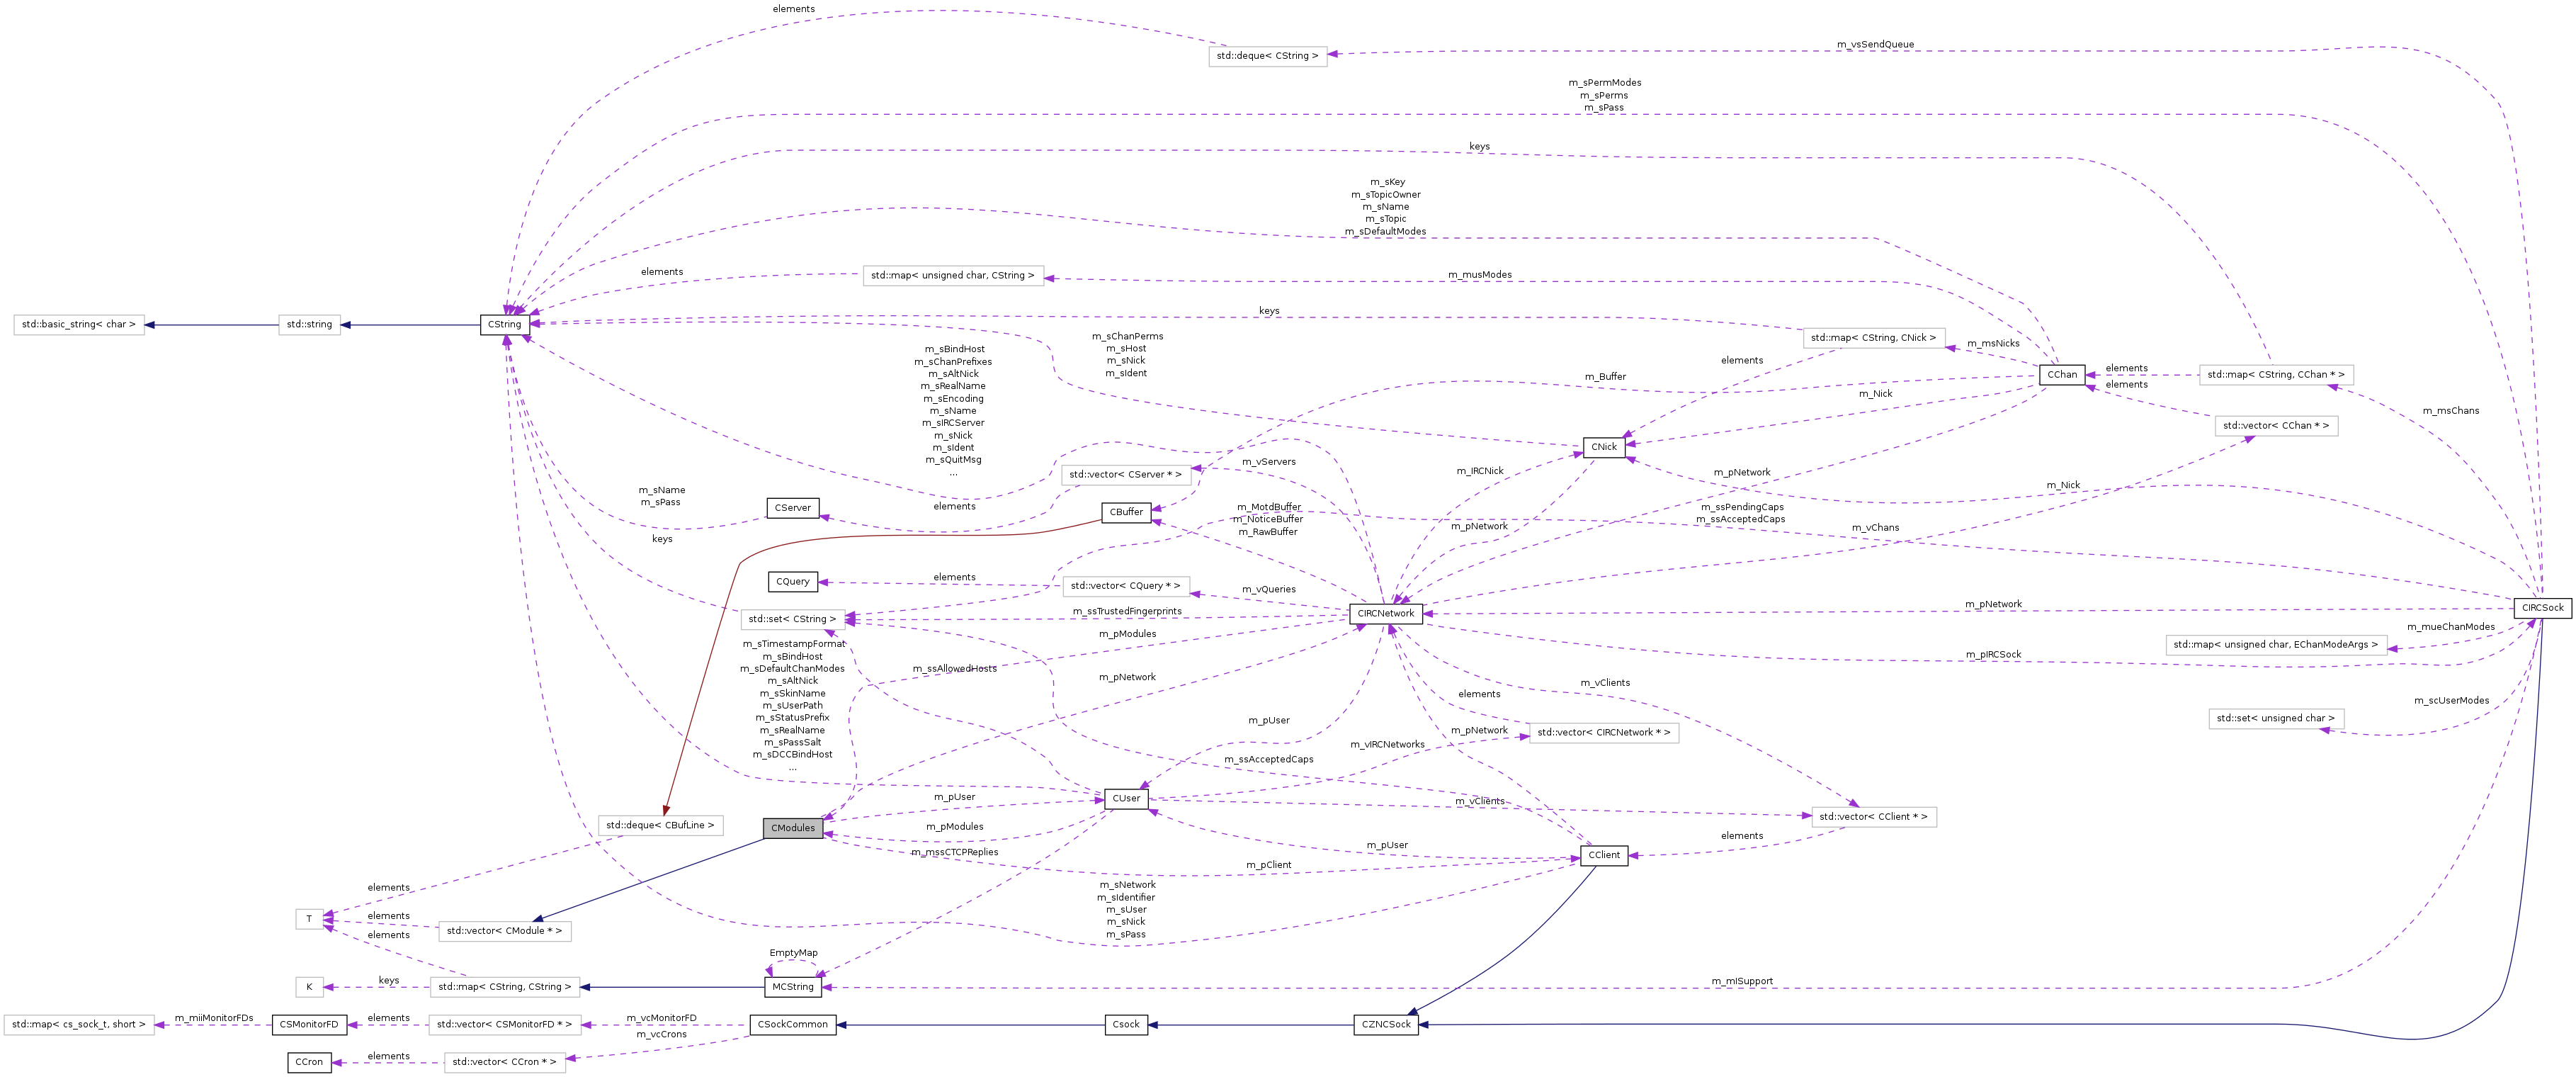 elements
std::deque< CString >
m_vsSendQueue
m_sPermModes
m_sPerms
m_sPass
keys
m_sKey
m_sTopicOwner
m_sName
m_sTopic
m_sDefaultModes
std::map< unsigned char, CString >
elements
m_musModes
std::basic_string< char >
std::string
CString
keys
std::map< CString, CNick >
m_msNicks
m_sChanPerms
m_sHost
m_sNick
m_sIdent
elements
CChan
elements
elements
std::map< CString, CChan * >
m_msChans
std::vector< CChan * >
m_Buffer
m_Nick
m_sBindHost
m_sChanPrefixes
m_sAltNick
m_sRealName
m_sEncoding
m_sName
m_sIRCServer
m_sNick
m_sIdent
m_sQuitMsg
...
CNick
m_vServers
std::vector< CServer * >
m_IRCNick
m_pNetwork
m_Nick
m_sName
m_sPass
CServer
elements
CBuffer
m_MotdBuffer
m_NoticeBuffer
m_RawBuffer
m_pNetwork
m_ssPendingCaps
m_ssAcceptedCaps
m_vChans
keys
CQuery
elements
std::vector< CQuery * >
m_vQueries
std::set< CString >
m_ssTrustedFingerprints
CIRCNetwork
m_pNetwork
CIRCSock
m_mueChanModes
std::map< unsigned char, EChanModeArgs >
m_pIRCSock
m_pModules
m_sTimestampFormat
m_sBindHost
m_sDefaultChanModes
m_sAltNick
m_sSkinName
m_sUserPath
m_sStatusPrefix
m_sRealName
m_sPassSalt
m_sDCCBindHost
...
m_ssAllowedHosts
m_pNetwork
m_vClients
elements
m_scUserModes
std::set< unsigned char >
m_pUser
m_pNetwork
std::vector< CIRCNetwork * >
m_vIRCNetworks
m_ssAcceptedCaps
m_pUser
CUser
m_vClients
std::vector< CClient * >
std::deque< CBufLine >
CModules
m_pModules
elements
m_mssCTCPReplies
m_pUser
CClient
m_pClient
elements
T
elements
std::vector< CModule * >
elements
m_sNetwork
m_sIdentifier
m_sUser
m_sNick
m_sPass
EmptyMap
K
keys
std::map< CString, CString >
MCString
m_mISupport
std::map< cs_sock_t, short >
m_miiMonitorFDs
CSMonitorFD
elements
std::vector< CSMonitorFD * >
m_vcMonitorFD
CSockCommon
Csock
CZNCSock
m_vcCrons
CCron
elements
std::vector< CCron * >